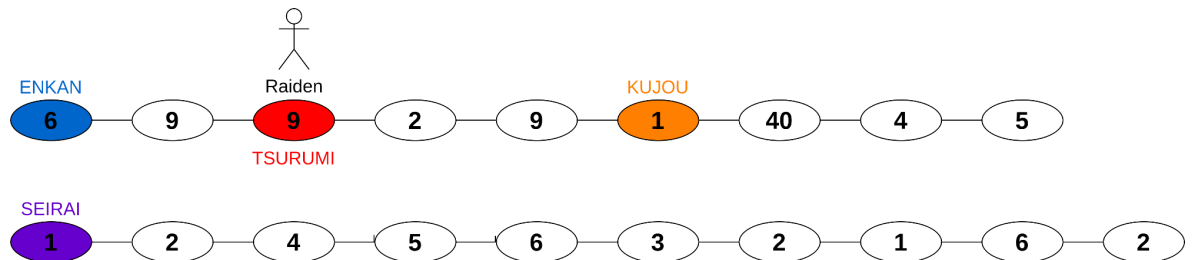 ENKAN Raiden KUJOU
6 9 9 2 9 1 40 4 5
TSURUMI
SEIRAI
1 2 4 5 6 3 2 1 6 2